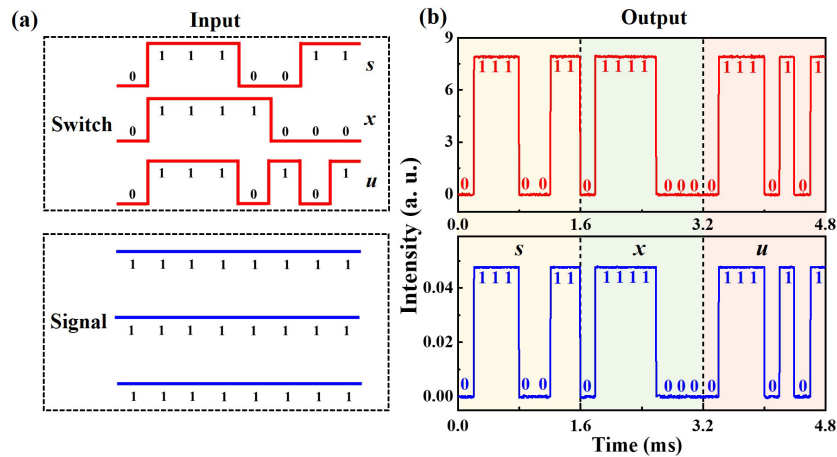 (a) Input
1 1 1 1 1
0 0 0 s
Switch
1 1 1 1
0 0 0 0 x
1 1 1 1 1
0 0 0 u
Signal
1 1 1 1 1 1 1 1
1 1 1 1 1 1 1 1
1 1 1 1 1 1 1 1
(b) Output
Intensity (a. u.)
9
6
3
0
0 1 1 1 0 0 1 1 0 1 1 1 1 0 0 0 0 1 1 1 0 1 0 1
0.0 1.6 3.2 4.8
s x u
0.04
0.02
0.00
0 1 1 1 0 0 1 1 0 1 1 1 1 0 0 0 0 1 1 1 0 1 0 1
0.0 1.6 3.2 4.8
Time (ms)